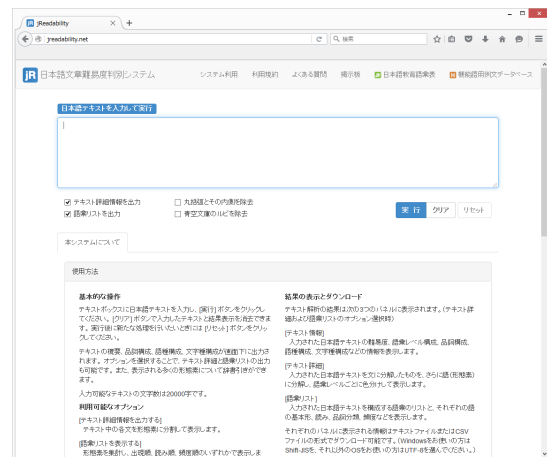 jReadability
jreadability.net
検索
jR 日本語文章難易度判別システム
システム利用 利用規約 よくある質問 掲示板 日本語教育語彙表 機能語用例文データベース
日本語テキストを入力して実行
テキスト詳細情報を出力 丸括弧とその内側を除去
語彙リストを出力 青空文庫のルビを除去
実 行 クリア リセット
本システムについて
使用方法
基本的な操作
テキストボックスに日本語テキストを入力し、[実行]ボタンをクリックし
てください。[クリア]ボタンで入力したテキストと結果表示を消去できま
す。実行後に新たな処理を行いたいときには[リセット]ボタンをクリッ
クしてください。
テキストの概要、品詞構成、語種構成、文字種構成が画面下に出力さ
れます。オプションを選択することで、テキスト詳細と語彙リストの出力
も可能です。また、表示される多くの形態素について辞書引きができ
ます。
入力可能なテキストの文字数は20000字です。
利用可能なオプション
[テキスト詳細情報を出力する]
テキスト中の各文を形態素に分割して表示します。
[語彙リストを表示する]
形態素を集計し、出現順、読み順、頻度順のいずれかで表示しま
結果の表示とダウンロード
テキスト解析の結果は次の3つのパネルに表示されます。(テキスト詳
細および語彙リストのオプション選択時)
[テキスト情報]
入力された日本語テキストの難易度、語彙レベル構成、品詞構成、
語種構成、文字種構成などの情報を表示します。
[テキスト詳細]
入力された日本語テキストを文に分解したものを、さらに語(形態素)
に分解し、語彙レベルごとに色分けして表示します。
[語彙リスト]
入力された日本語テキストを構成する語彙のリストと、それぞれの語
の基本形、読み、品詞分類、頻度などを表示します。
それぞれのパネルに表示される情報はテキストファイルまたはCSV
ファイルの形式でダウンロード可能です。(Windowsをお使いの方は
Shift-JISを、それ以外のOSをお使いの方はUTF-8を選んでください。)